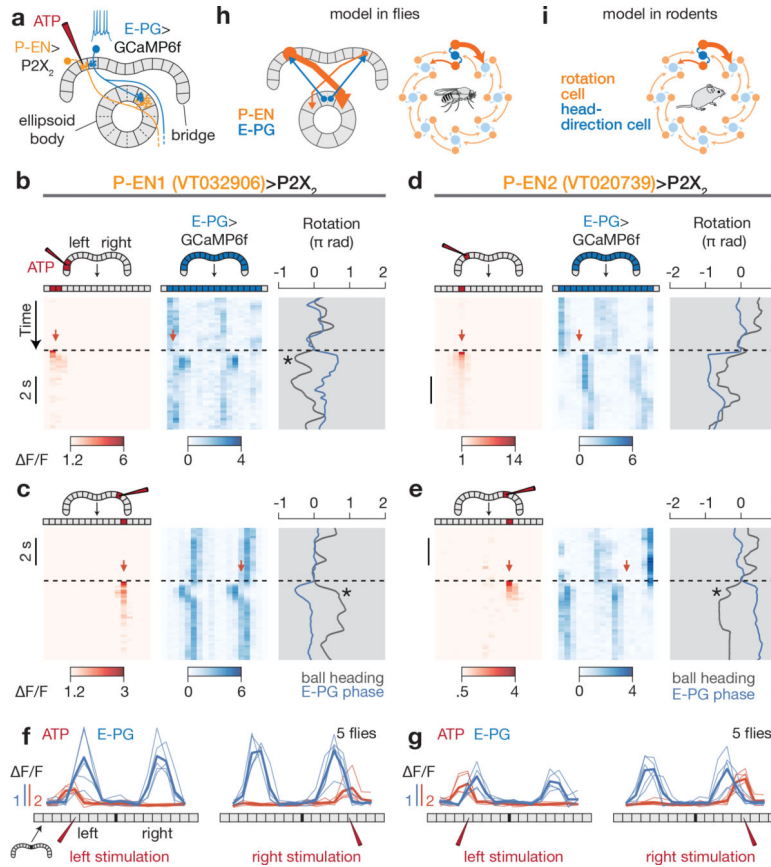 a
ATP
E-PG>
GCaMP6f
P-EN>
P2X₂
ellipsoid
body
bridge
h
model in flies
P-EN
E-PG
i
model in rodents
rotation
cell
head-
direction cell
b
P-EN1 (VT032906)>P2X₂
E-PG>
GCaMP6f
Rotation
(π rad)
left right
ATP
-1 0 1 2
Time
*
2 s
ΔF/F
1.2 6
0 4
d
P-EN2 (VT020739)>P2X₂
E-PG>
GCaMP6f
Rotation
(π rad)
-2 -1 0
1 14
0 6
c
-1 0 1 2
2 s
*
ΔF/F
1.2 3
0 6
ball heading
E-PG phase
e
-2 -1 0
*
.5 4
0 4
ball heading
E-PG phase
f
ATP E-PG
5 flies
ΔF/F
1 2
left right
left stimulation
right stimulation
g
ATP E-PG
5 flies
ΔF/F
1 2
left right
left stimulation
right stimulation